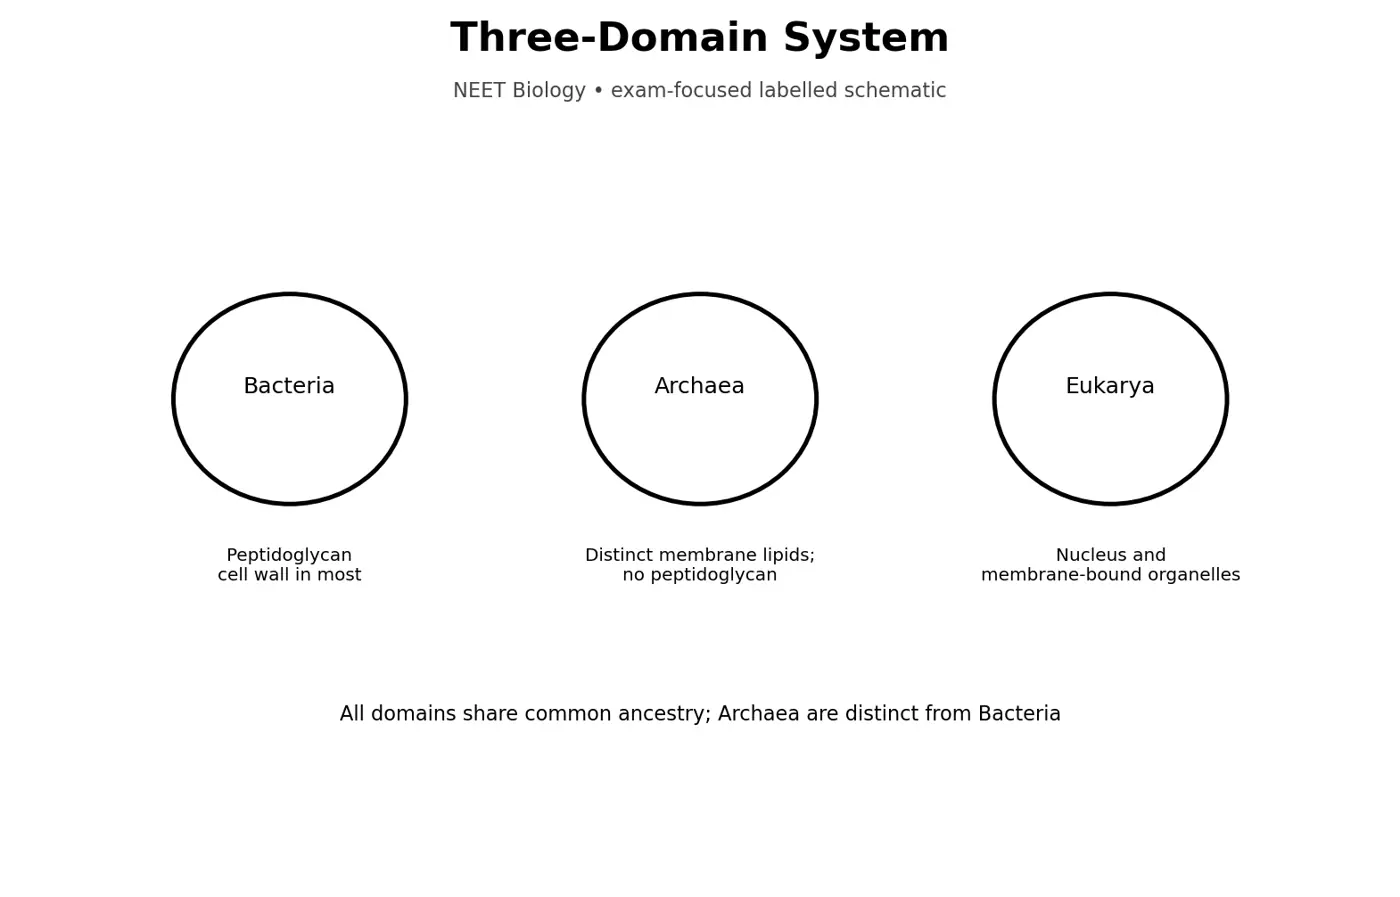 Three-Domain System
NEET Biology • exam-focused labelled schematic
Bacteria
Archaea
Eukarya
Peptidoglycan
cell wall in most
Distinct membrane lipids;
no peptidoglycan
Nucleus and
membrane-bound organelles
All domains share common ancestry; Archaea are distinct from Bacteria